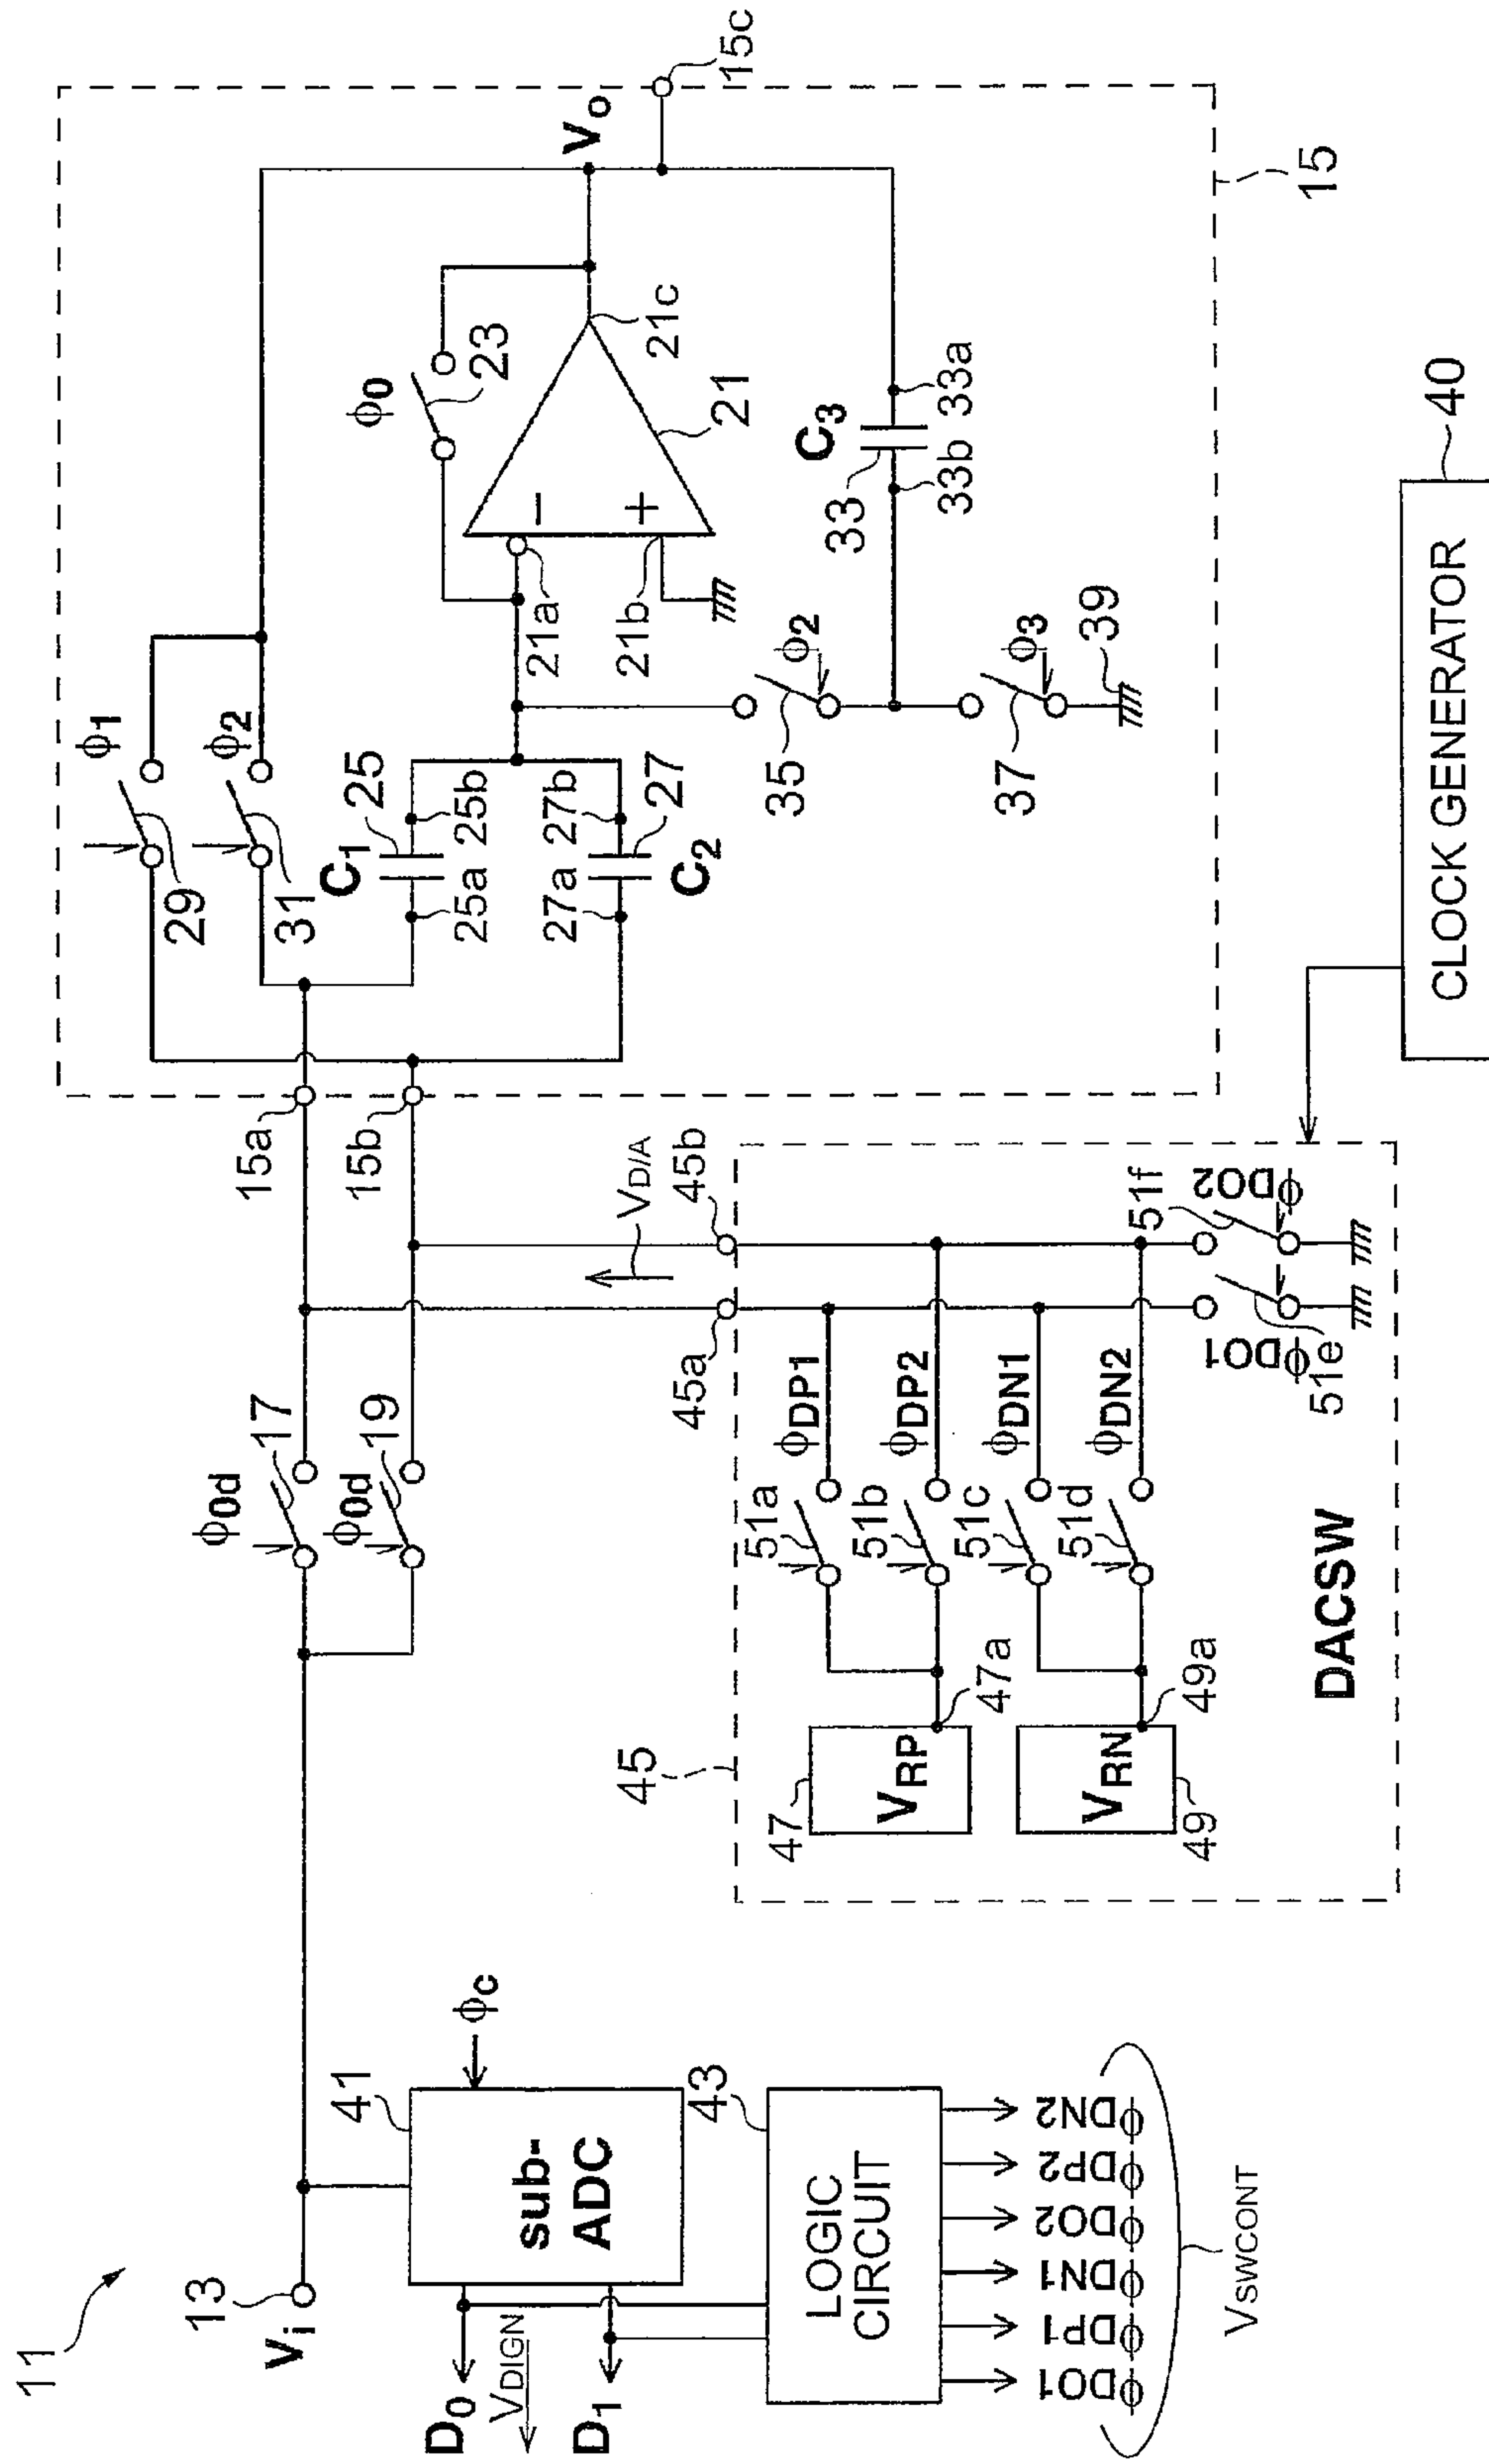 11
13
Vi
41
ϕC
sub-
ADC
D0
VDIGN
D1
43
LOGIC
CIRCUIT
ϕDO1
ϕDP1
ϕDN1
ϕDO2
ϕDP2
ϕDN2
VSWCONT
ϕ0d
17
ϕ0d
19
15a
15b
45a
VD/A
45b
45
47
VRP
47a
49
VRN
49a
51a
ϕDP1
51b
ϕDP2
51c
ϕDN1
51d
ϕDN2
ϕDO1
51e
51f
ϕDO2
DACSW
ϕ1
29
ϕ2
31
C1
25
25a
25b
27a
27b
C2
27
ϕ0
23
−
+
21a
21b
21c
21
Vo
15c
C3
33
33b
33a
35
ϕ2
37
ϕ3
39
15
40
CLOCK GENERATOR